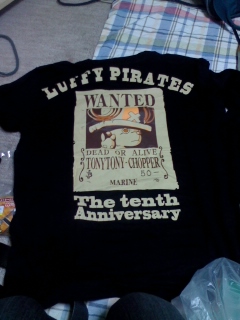 LUFFY PIRATES
WANTED
DEAD OR ALIVE
TONYTONY-CHOPPER
50-
MARINE
The tenth
Anniversary